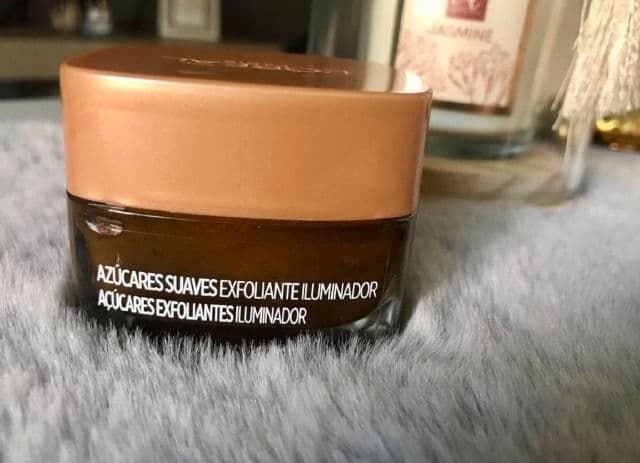 JASMINE
AZÚCARES SUAVES EXFOLIANTE ILUMINADOR
AÇÚCARES EXFOLIANTES ILUMINADOR